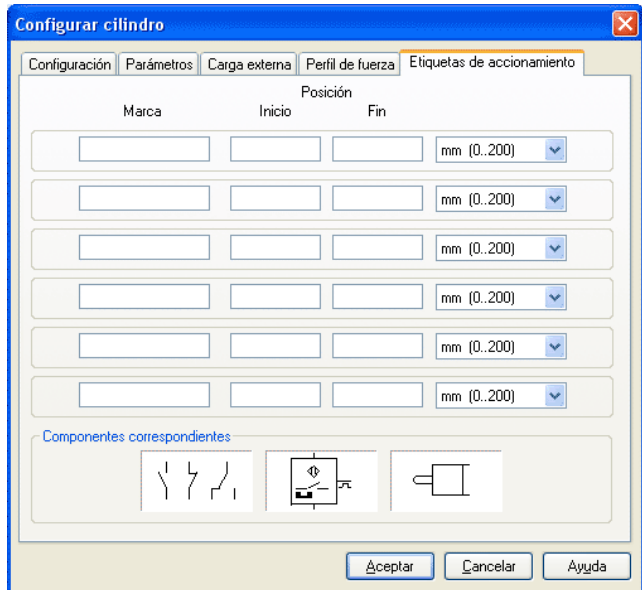 Configurar cilindro
Configuración Parámetros Carga externa Perfil de fuerza Etiquetas de accionamiento
Posición
Marca Inicio Fin
mm (0..200)
mm (0..200)
mm (0..200)
mm (0..200)
mm (0..200)
mm (0..200)
Componentes correspondientes
Aceptar Cancelar Ayuda